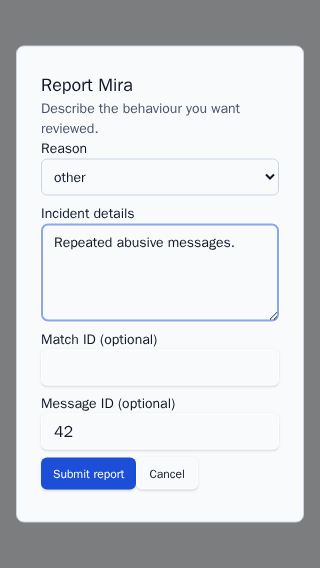 Report Mira
Describe the behaviour you want
reviewed.
Reason
other
Incident details
Repeated abusive messages.
Match ID (optional)
Message ID (optional)
42
Submit report
Cancel